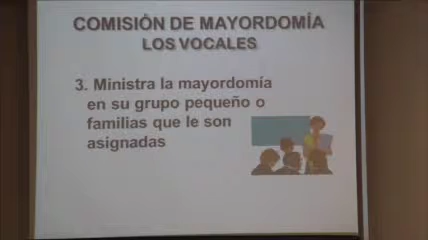 COMISIÓN DE MAYORDOMÍA
LOS VOCALES
3. Ministra la mayordomía
en su grupo pequeño o
familias que le son
asignadas